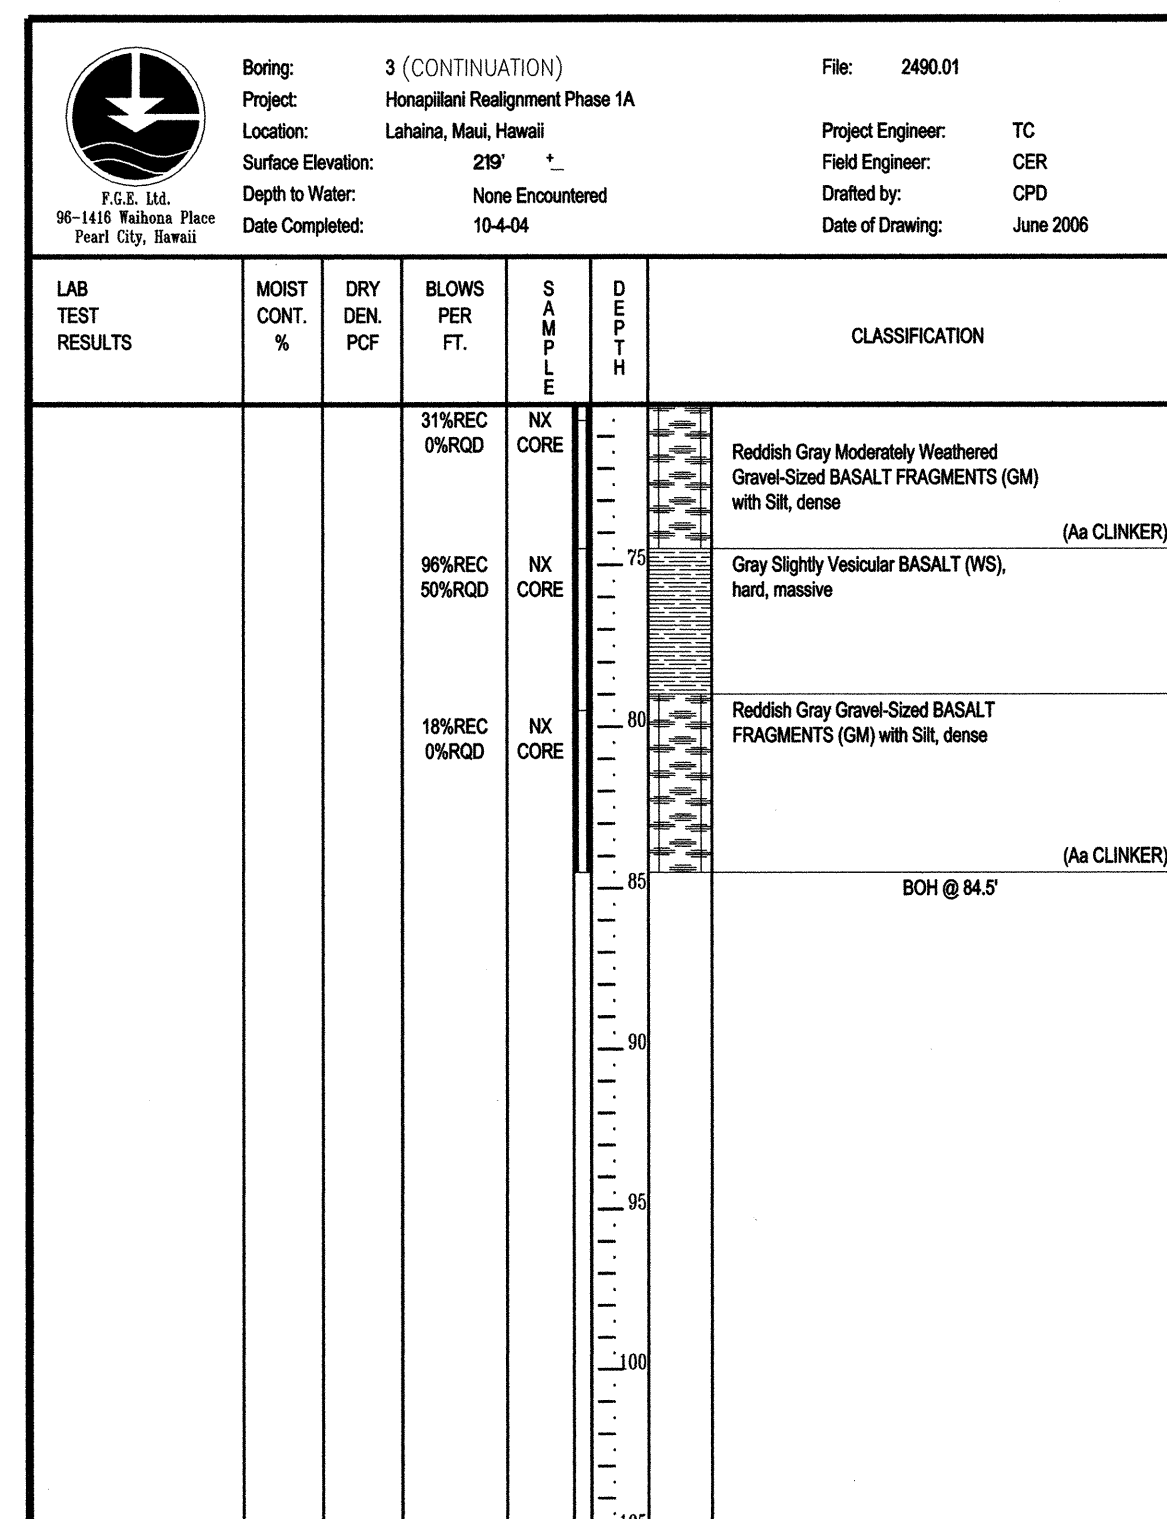 Boring: 3 (CONTINUATION) File: 2490.01
Project: Honapiilani Realignment Phase 1A
Location: Lahaina, Maui, Hawaii Project Engineer: TC
Surface Elevation: 219' +_ Field Engineer: CER
Depth to Water: None Encountered Drafted by: CPD
Date Completed: 10-4-04 Date of Drawing: June 2006
F.G.E. Ltd.
96-1416 Waihona Place
Pearl City, Hawaii
LAB
TEST
RESULTS
MOIST
CONT.
%
DRY
DEN.
PCF
BLOWS
PER
FT.
SAMPLE
DEPTH
CLASSIFICATION
31%REC NX
0%RQD CORE
Reddish Gray Moderately Weathered
Gravel-Sized BASALT FRAGMENTS (GM)
with Silt, dense
(Aa CLINKER)
75
96%REC NX
50%RQD CORE
Gray Slightly Vesicular BASALT (WS),
hard, massive
80
18%REC NX
0%RQD CORE
Reddish Gray Gravel-Sized BASALT
FRAGMENTS (GM) with Silt, dense
(Aa CLINKER)
85
BOH @ 84.5'
90
95
100